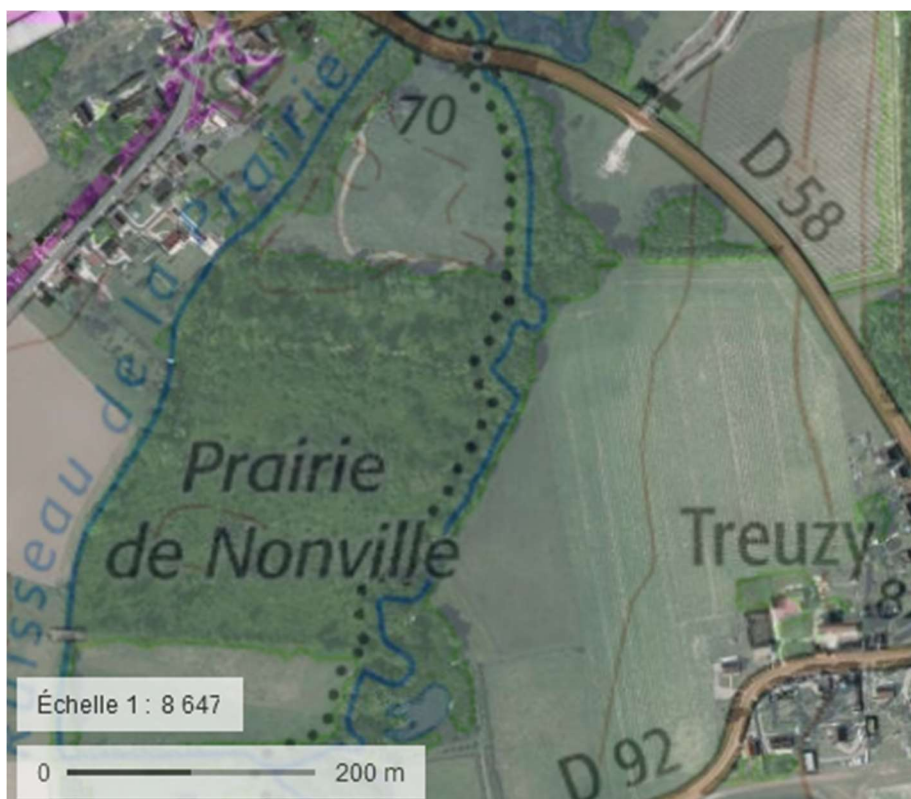 70
D 58
Ruisseau de la Prairie
Prairie
de Nonville
Treuzy
8
Échelle 1 : 8 647
0 200 m
D 92